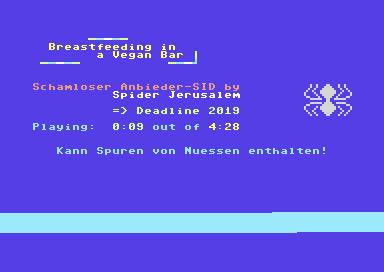 Breastfeeding in
a Vegan Bar
Schamloser Anbieder-SID by
Spider Jerusalem
=> Deadline 2019
Playing: 0:09 out of 4:28
Kann Spuren von Nuessen enthalten!